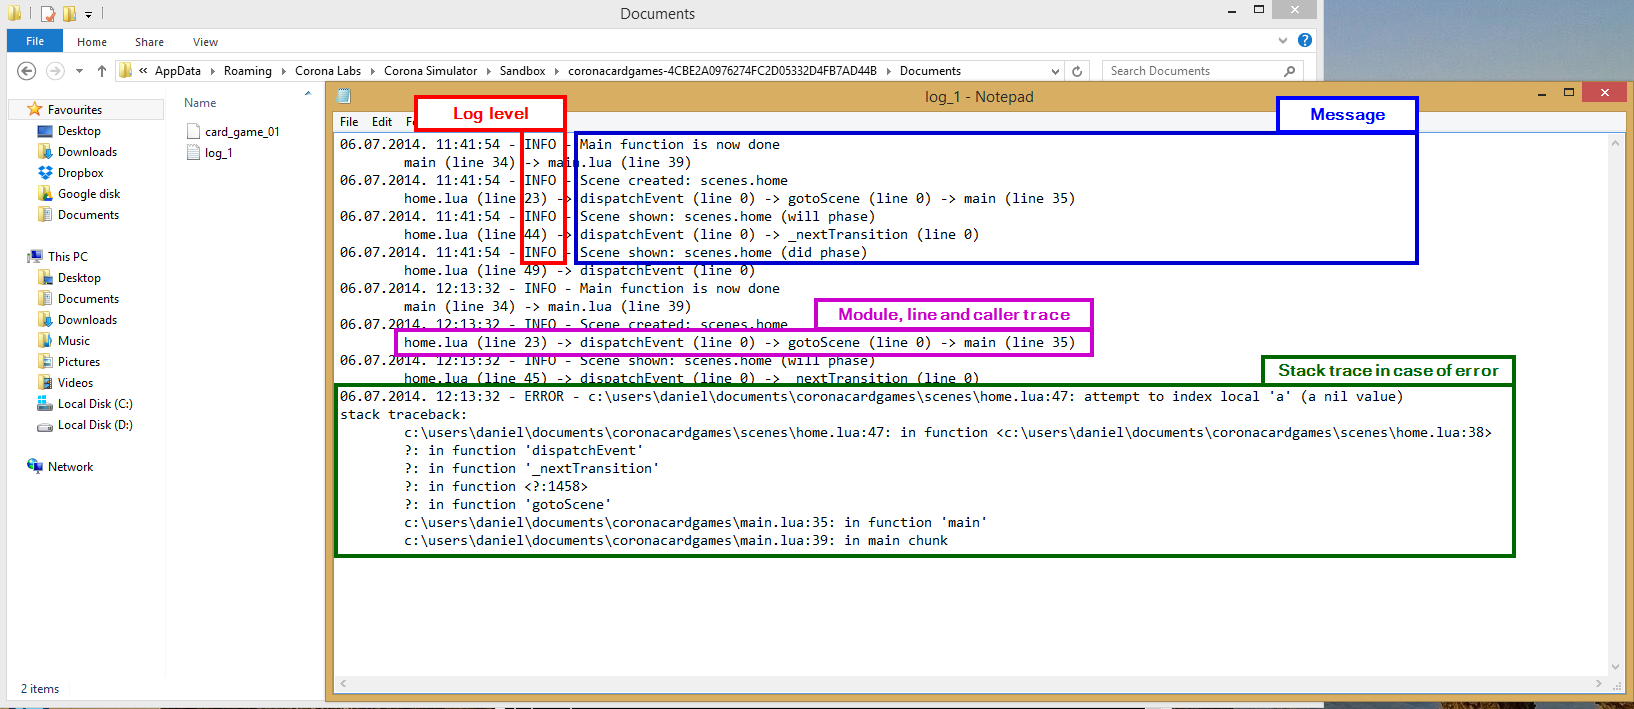 Documents
File
Home
Share
View
« AppData
Roaming
Corona Labs
Corona Simulator
Sandbox
coronacardgames-4CBE2A0976274FC2D05332D4FB7AD44B
Documents
Search Documents
Favourites
Desktop
Downloads
Dropbox
Google disk
Documents
This PC
Desktop
Documents
Downloads
Music
Pictures
Videos
Local Disk (C:)
Local Disk (D:)
Network
2 items
Name
card_game_01
log_1
log_1 - Notepad
File
Edit
Log level
Message
06.07.2014. 11:41:54 - INFO - Main function is now done
main (line 34) -> main.lua (line 39)
06.07.2014. 11:41:54 - INFO - Scene created: scenes.home
home.lua (line 23) -> dispatchEvent (line 0) -> gotoScene (line 0) -> main (line 35)
06.07.2014. 11:41:54 - INFO - Scene shown: scenes.home (will phase)
home.lua (line 44) -> dispatchEvent (line 0) -> _nextTransition (line 0)
06.07.2014. 11:41:54 - INFO - Scene shown: scenes.home (did phase)
home.lua (line 49) -> dispatchEvent (line 0)
06.07.2014. 12:13:32 - INFO - Main function is now done
main (line 34) -> main.lua (line 39)
Module, line and caller trace
06.07.2014. 12:13:32 - INFO - Scene created: scenes.home
home.lua (line 23) -> dispatchEvent (line 0) -> gotoScene (line 0) -> main (line 35)
06.07.2014. 12:13:32 - INFO - Scene shown: scenes.home (will phase)
home.lua (line 45) -> dispatchEvent (line 0) -> _nextTransition (line 0)
Stack trace in case of error
06.07.2014. 12:13:32 - ERROR - c:\users\daniel\documents\coronacardgames\scenes\home.lua:47: attempt to index local 'a' (a nil value)
stack traceback:
c:\users\daniel\documents\coronacardgames\scenes\home.lua:47: in function <c:\users\daniel\documents\coronacardgames\scenes\home.lua:38>
?: in function 'dispatchEvent'
?: in function '_nextTransition'
?: in function <?:1458>
?: in function 'gotoScene'
c:\users\daniel\documents\coronacardgames\main.lua:35: in function 'main'
c:\users\daniel\documents\coronacardgames\main.lua:39: in main chunk